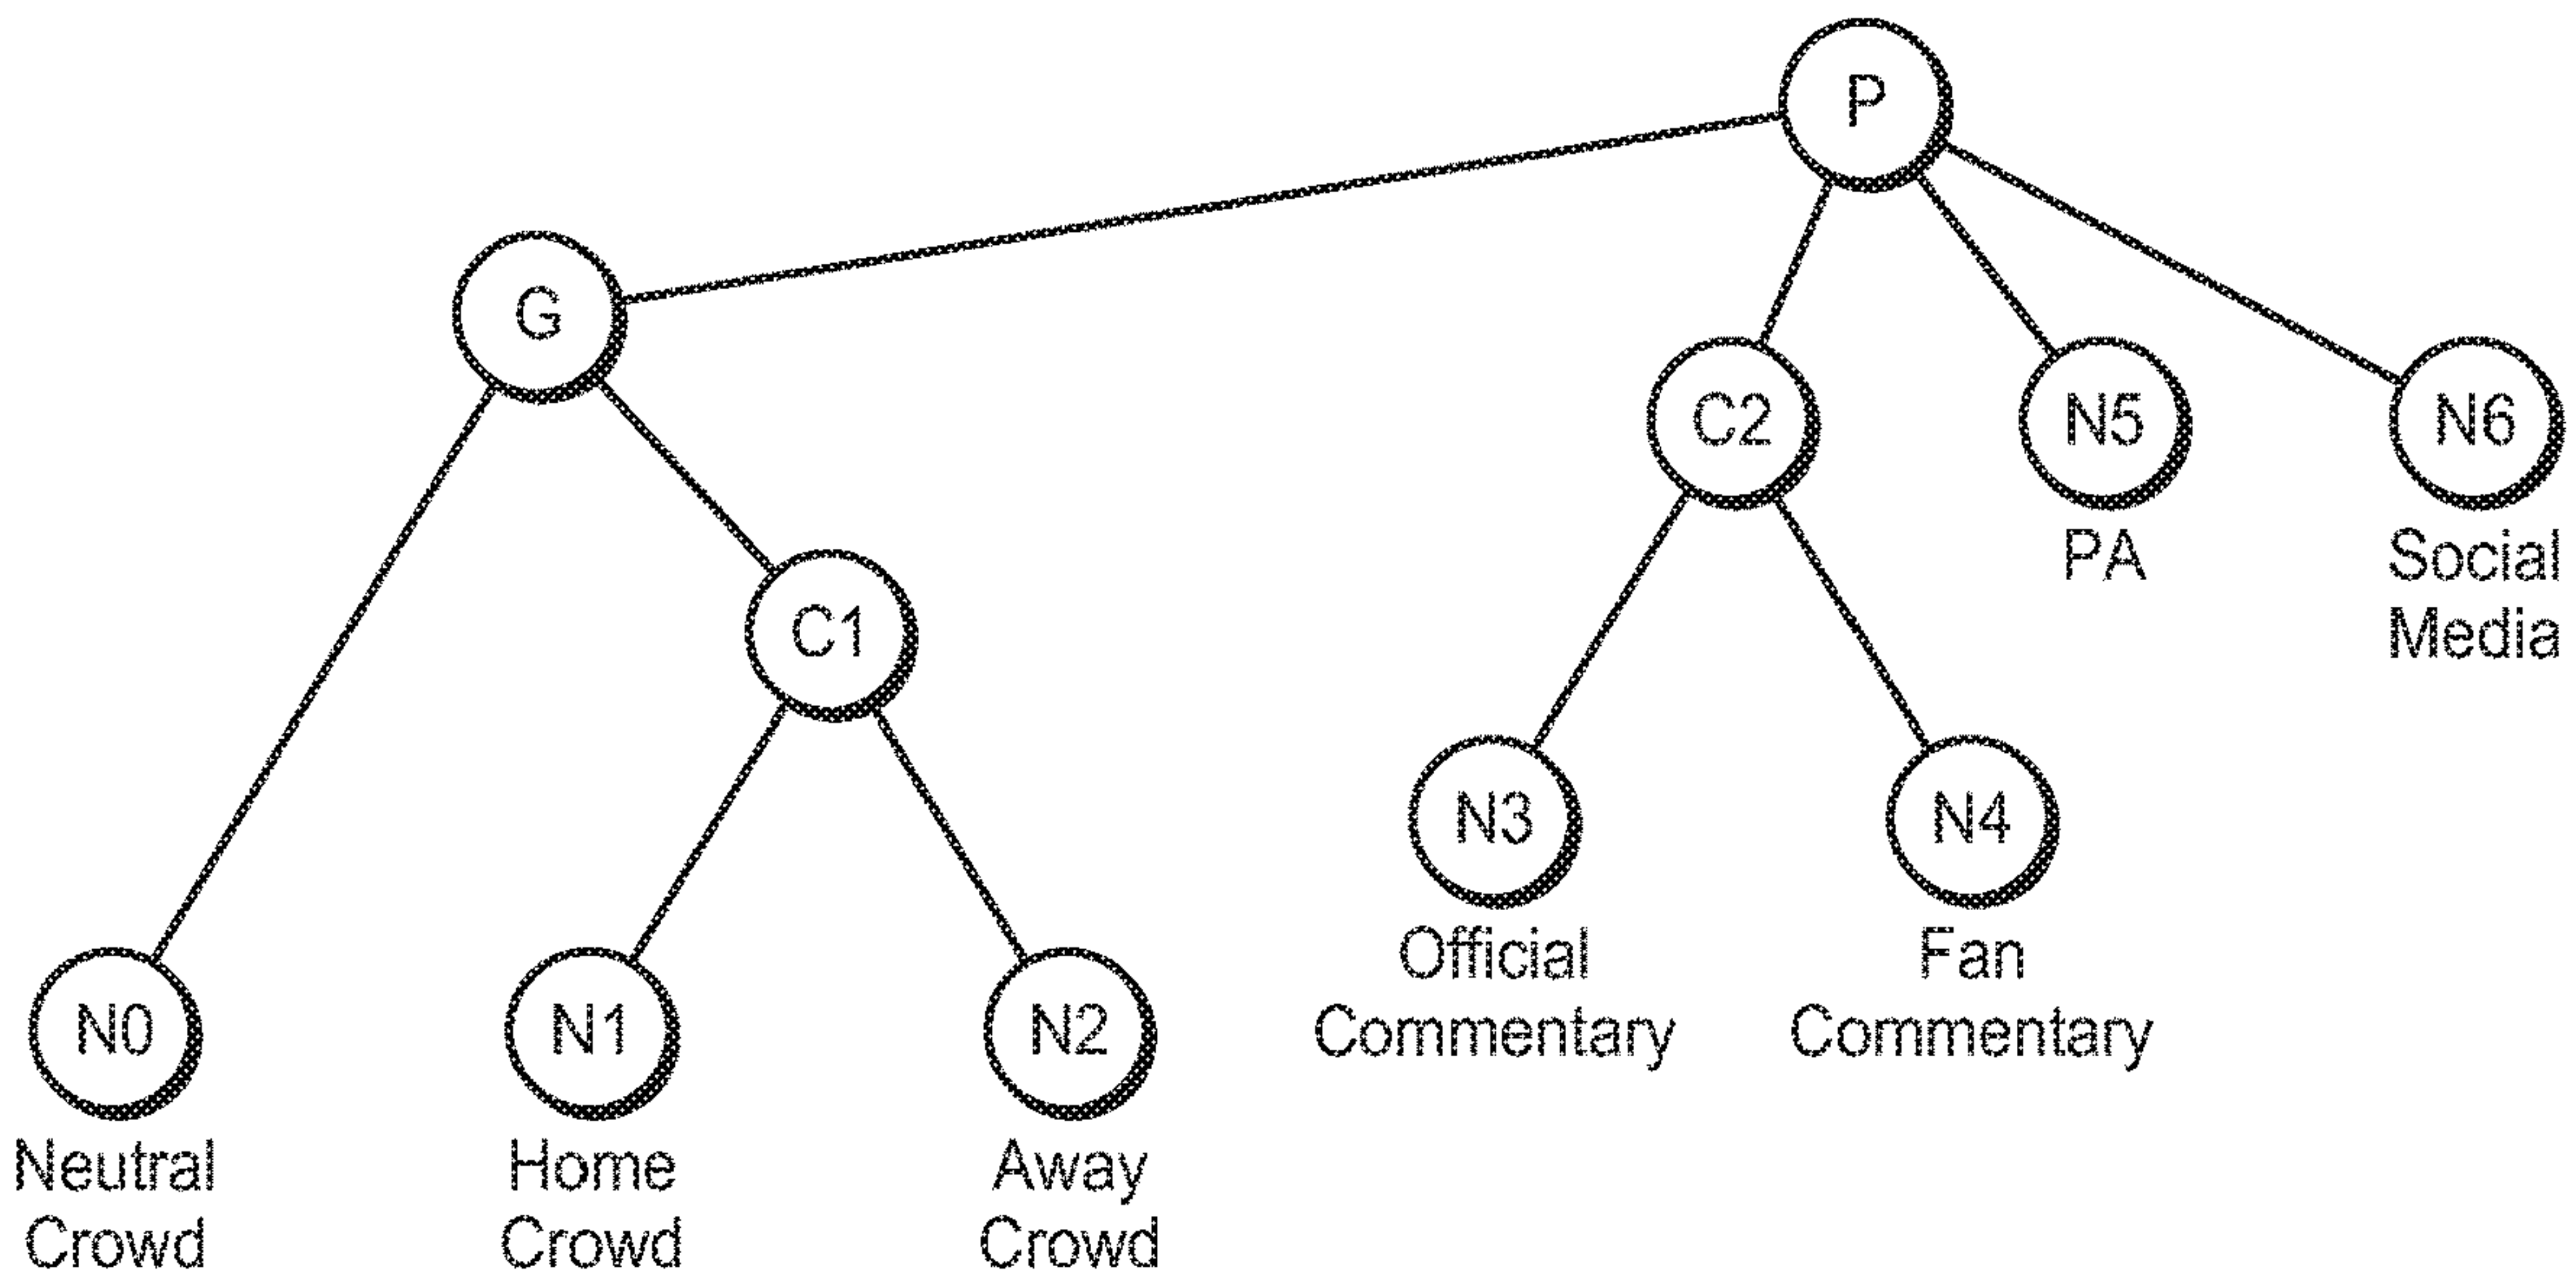 P
G
C2
N5
N6
PA
Social
Media
C1
N3
N4
Official
Commentary
Fan
Commentary
N0
N1
N2
Neutral
Crowd
Home
Crowd
Away
Crowd